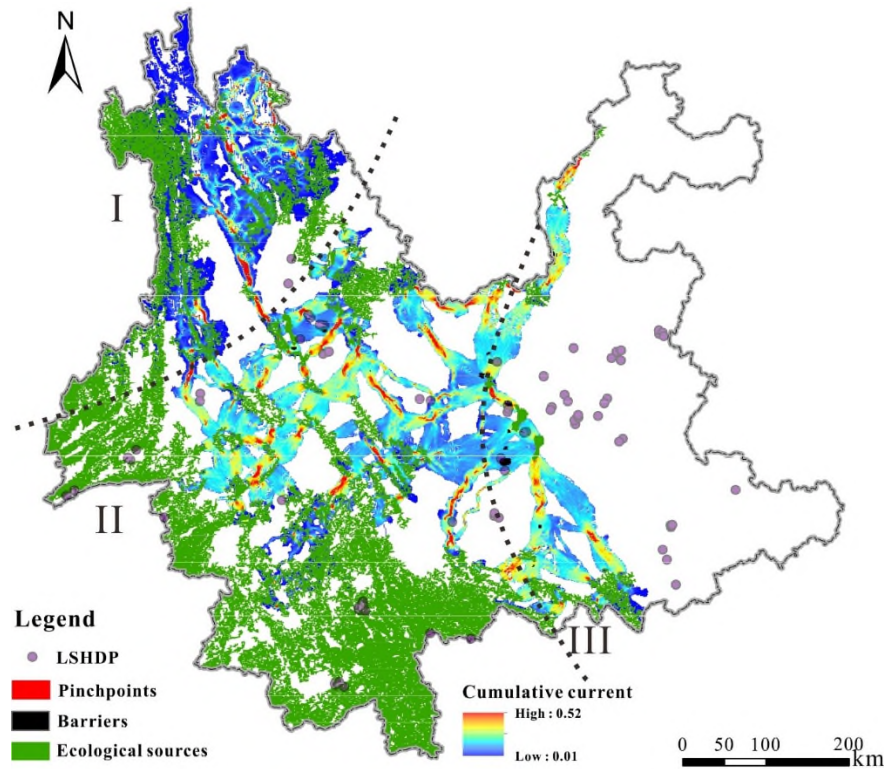 N
I
II
III
Legend
LSHDP
Pinchpoints
Barriers
Ecological sources
Cumulative current
High : 0.52
Low : 0.01
0 50 100 200
km